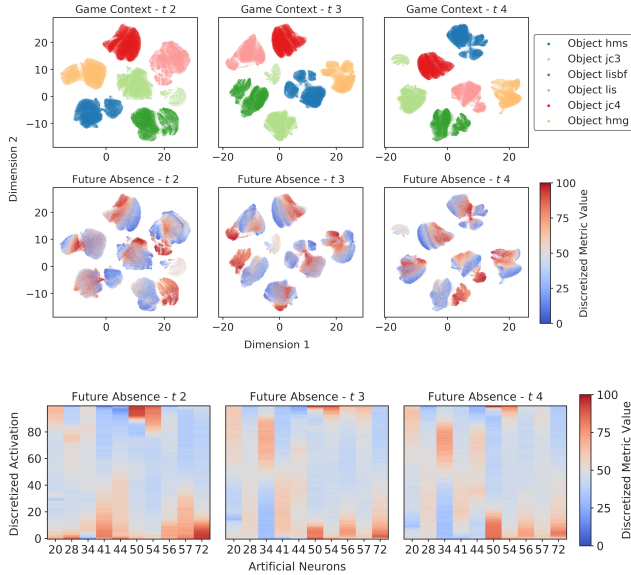 Game Context - t 2
Game Context - t 3
Game Context - t 4
20
10
0
−10
0 20
−20 0 20
−20 0 20
Object hms
Object jc3
Object lisbf
Object lis
Object jc4
Object hmg
Dimension 2
Future Absence - t 2
Future Absence - t 3
Future Absence - t 4
20
10
0
−10
0 20
−20 0 20
−20 0 20
Dimension 1
100
75
50
25
0
Discretized Metric Value
Future Absence - t 2
Future Absence - t 3
Future Absence - t 4
Discretized Activation
80
60
40
20
0
20 28 34 41 44 50 54 56 57 72
20 28 34 41 44 50 54 56 57 72
20 28 34 41 44 50 54 56 57 72
Artificial Neurons
100
75
50
25
0
Discretized Metric Value